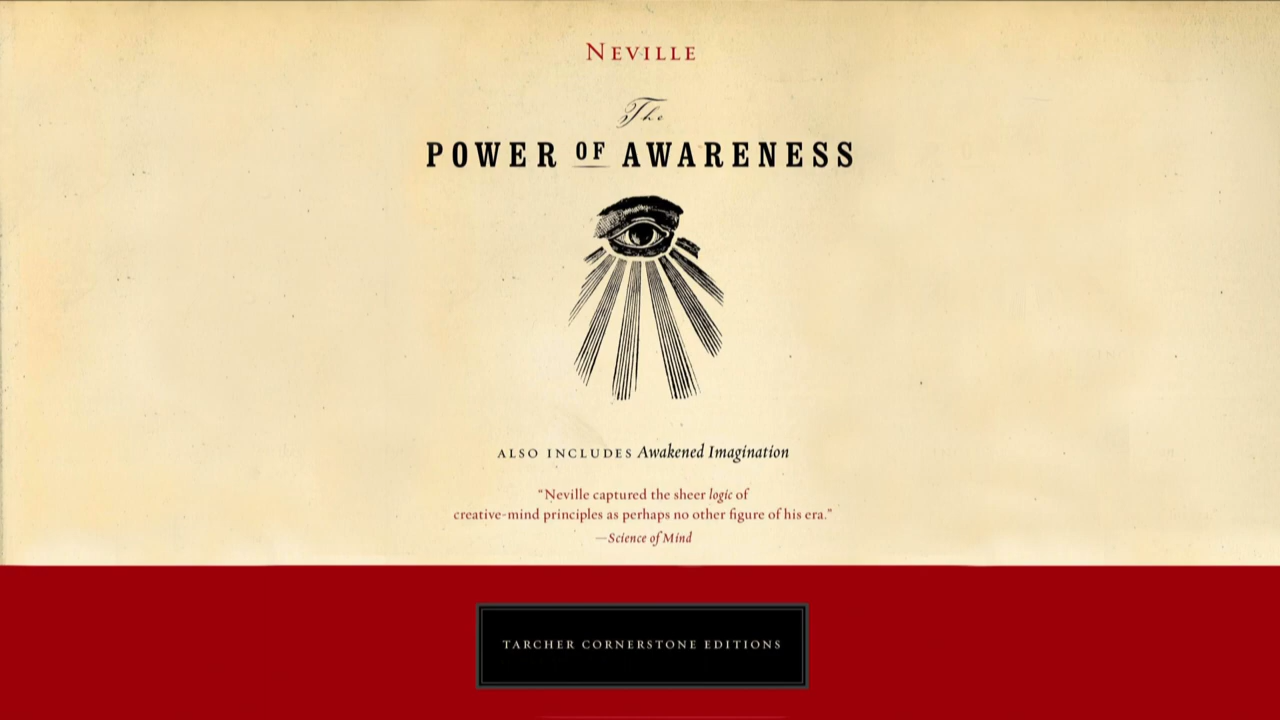 NEVILLE
The
POWER OF AWARENESS
ALSO INCLUDES Awakened Imagination
“Neville captured the sheer logic of
creative-mind principles as perhaps no other figure of his era.”
—Science of Mind
TARCHER CORNERSTONE EDITIONS